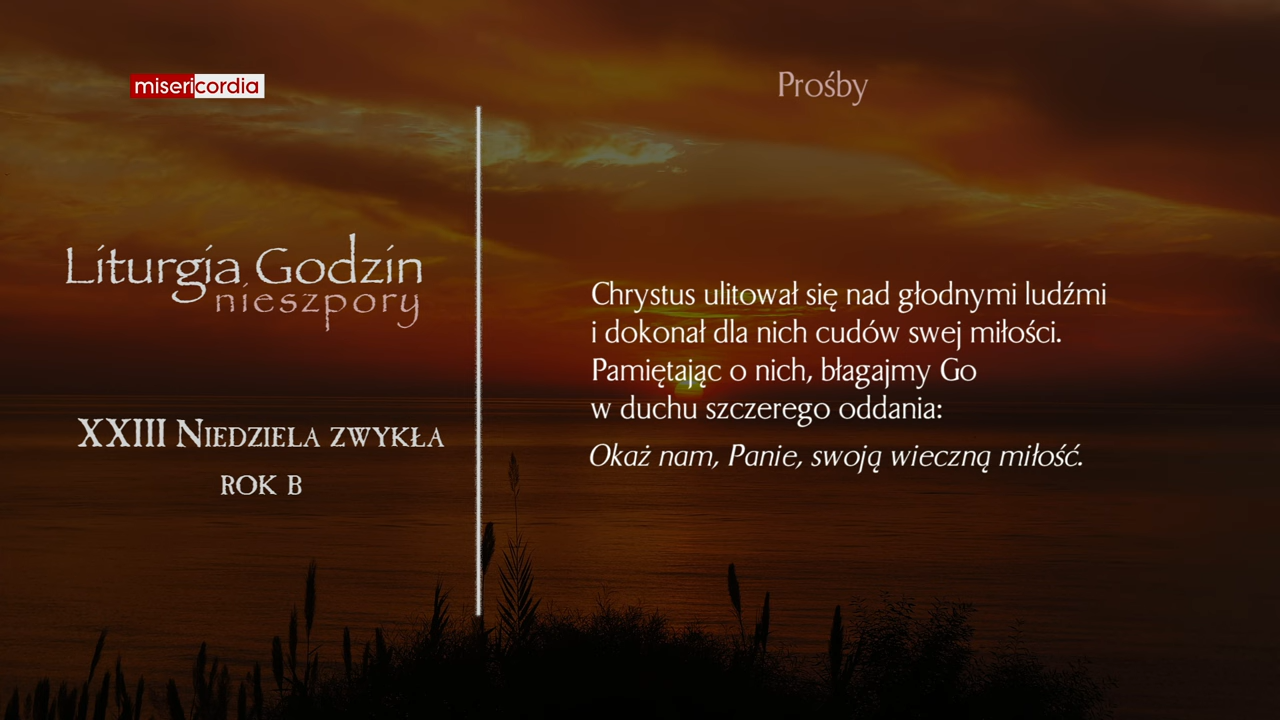 misericordia
Liturgia Godzin
nieszpory
XXIII Niedziela zwykła
rok B
Prośby
Chrystus ulitował się nad głodnymi ludźmi
i dokonał dla nich cudów swej miłości.
Pamiętając o nich, błagajmy Go
w duchu szczerego oddania:
Okaż nam, Panie, swoją wieczną miłość.